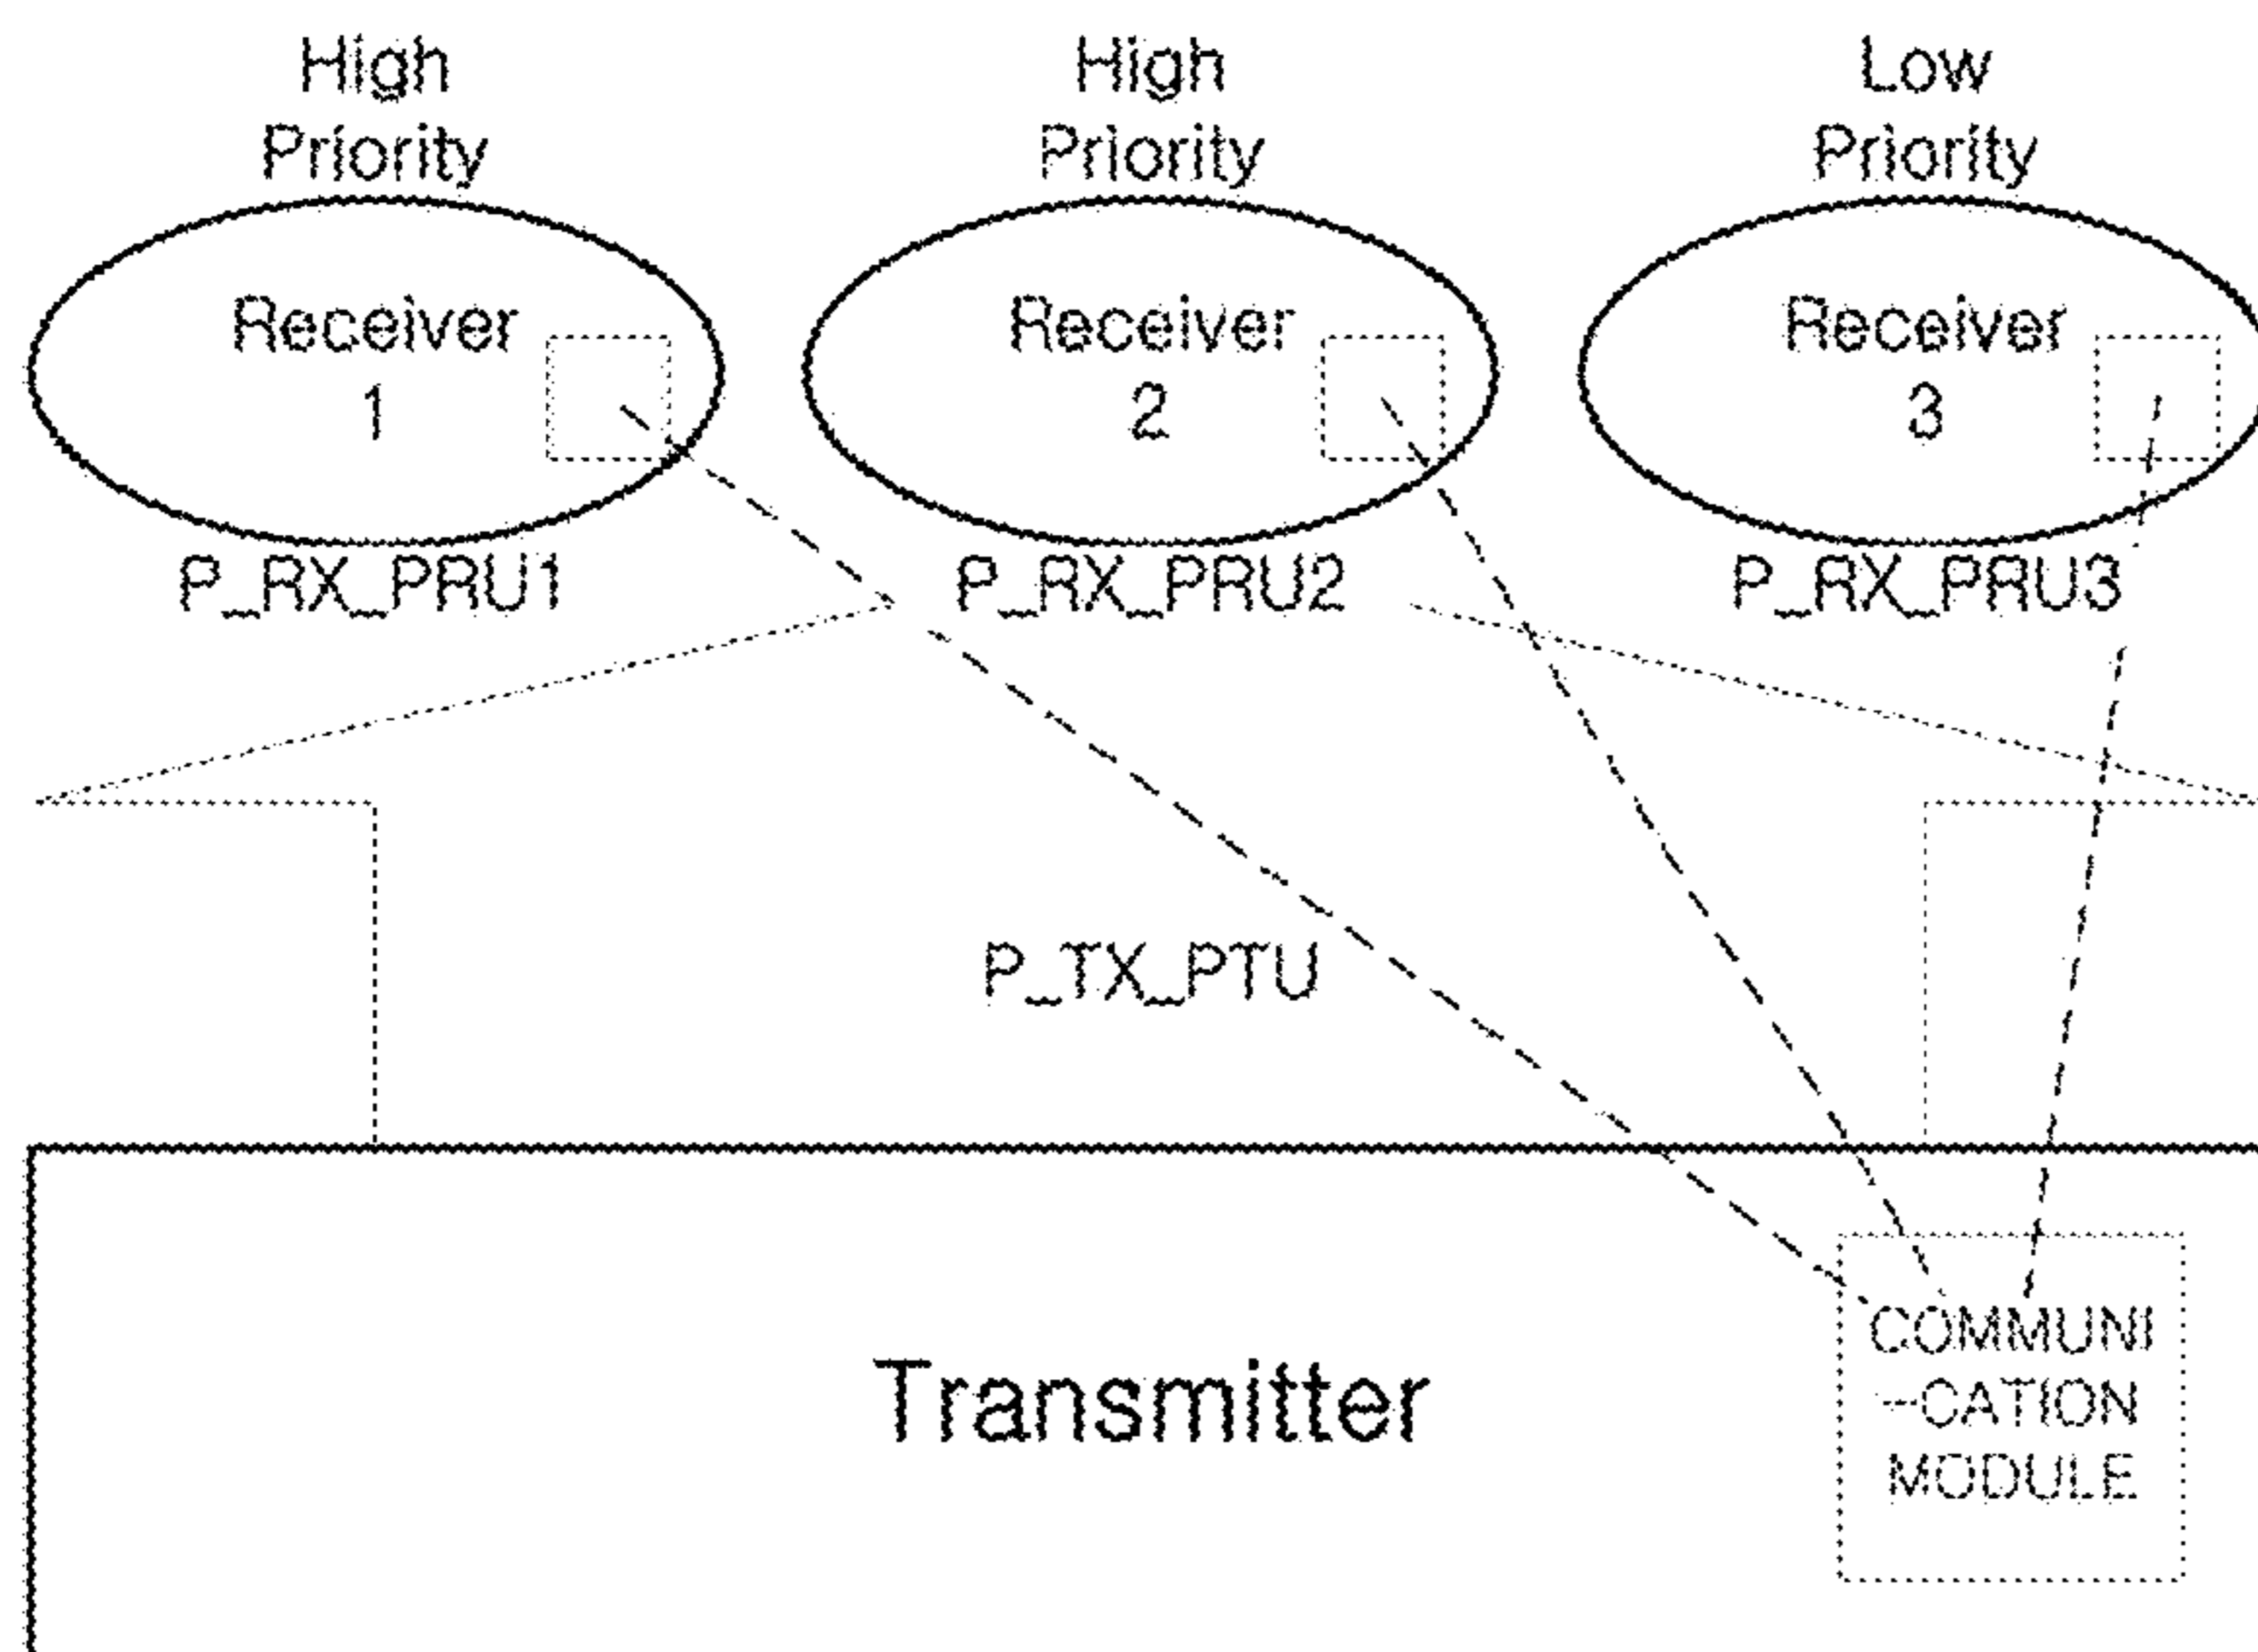 High
Priority
High
Priority
Low
Priority
Receiver
1
Receiver
2
Receiver
3
P_RX_PRU1
P_RX_PRU2
P_RX_PRU3
P_TX_PTU
Transmitter
COMMUNI
-CATION
MODULE